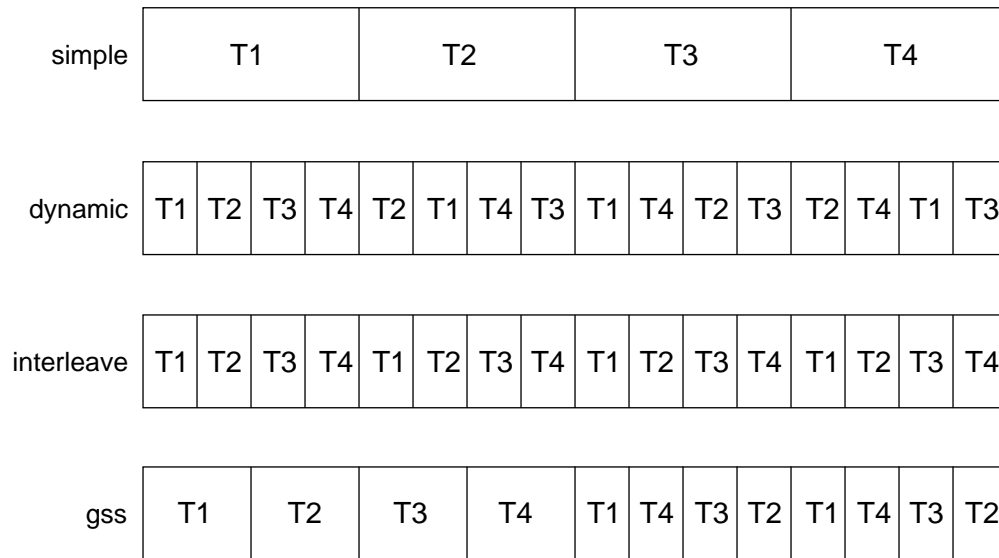 simple T1 T2 T3 T4
dynamic T1 T2 T3 T4 T2 T1 T4 T3 T1 T4 T2 T3 T2 T4 T1 T3
interleave T1 T2 T3 T4 T1 T2 T3 T4 T1 T2 T3 T4 T1 T2 T3 T4
gss T1 T2 T3 T4 T1 T4 T3 T2 T1 T4 T3 T2